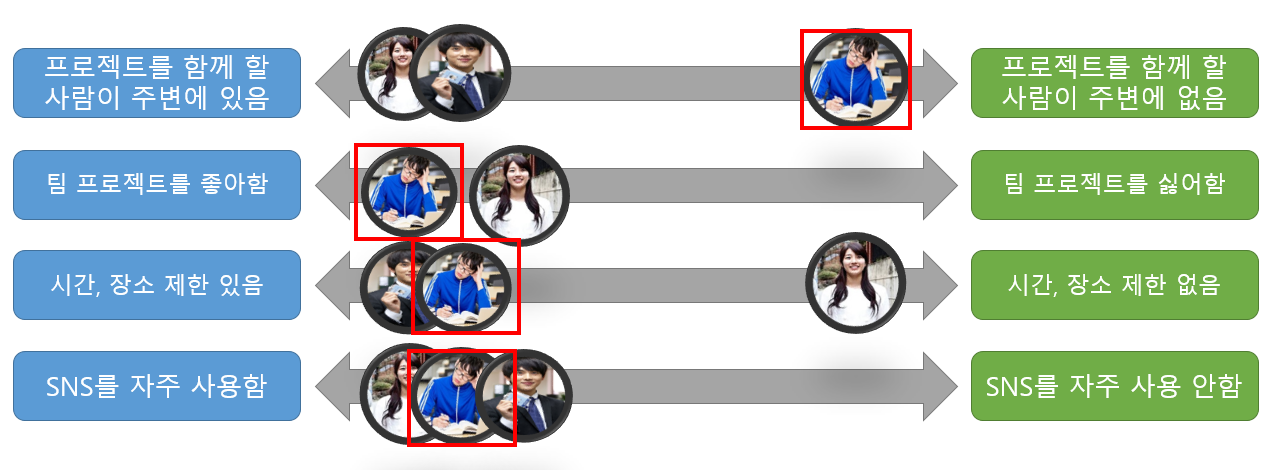 프로젝트를 함께 할
사람이 주변에 있음
프로젝트를 함께 할
사람이 주변에 없음
팀 프로젝트를 좋아함
팀 프로젝트를 싫어함
시간, 장소 제한 있음
시간, 장소 제한 없음
SNS를 자주 사용함
SNS를 자주 사용 안함